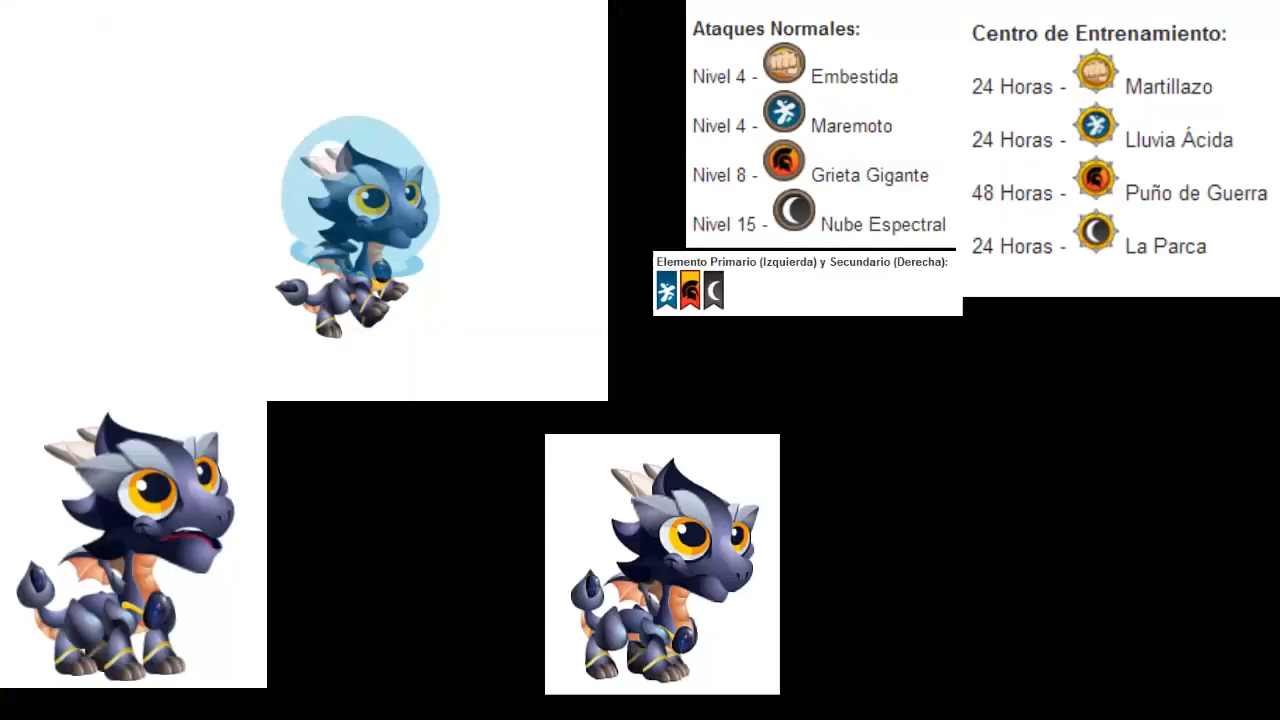 Ataques Normales:
Nivel 4 - Embestida
Nivel 4 - Maremoto
Nivel 8 - Grieta Gigante
Nivel 15 - Nube Espectral
Centro de Entrenamiento:
24 Horas - Martillazo
24 Horas - Lluvia Ácida
48 Horas - Puño de Guerra
24 Horas - La Parca
Elemento Primario (Izquierda) y Secundario (Derecha):